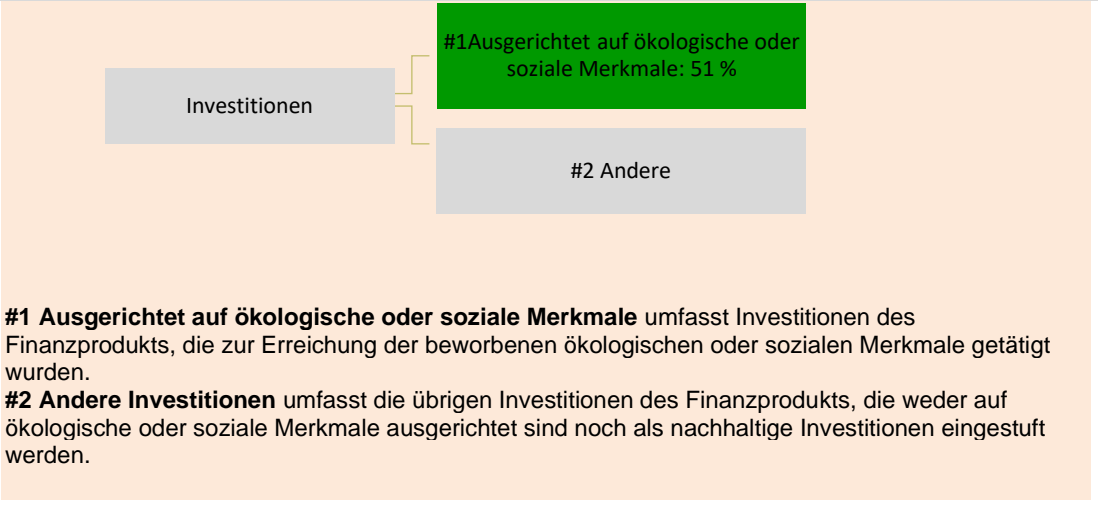 #1Ausgerichtet auf ökologische oder
soziale Merkmale: 51 %
Investitionen
#2 Andere
#1 Ausgerichtet auf ökologische oder soziale Merkmale umfasst Investitionen des
Finanzprodukts, die zur Erreichung der beworbenen ökologischen oder sozialen Merkmale getätigt
wurden.
#2 Andere Investitionen umfasst die übrigen Investitionen des Finanzprodukts, die weder auf
ökologische oder soziale Merkmale ausgerichtet sind noch als nachhaltige Investitionen eingestuft
werden.